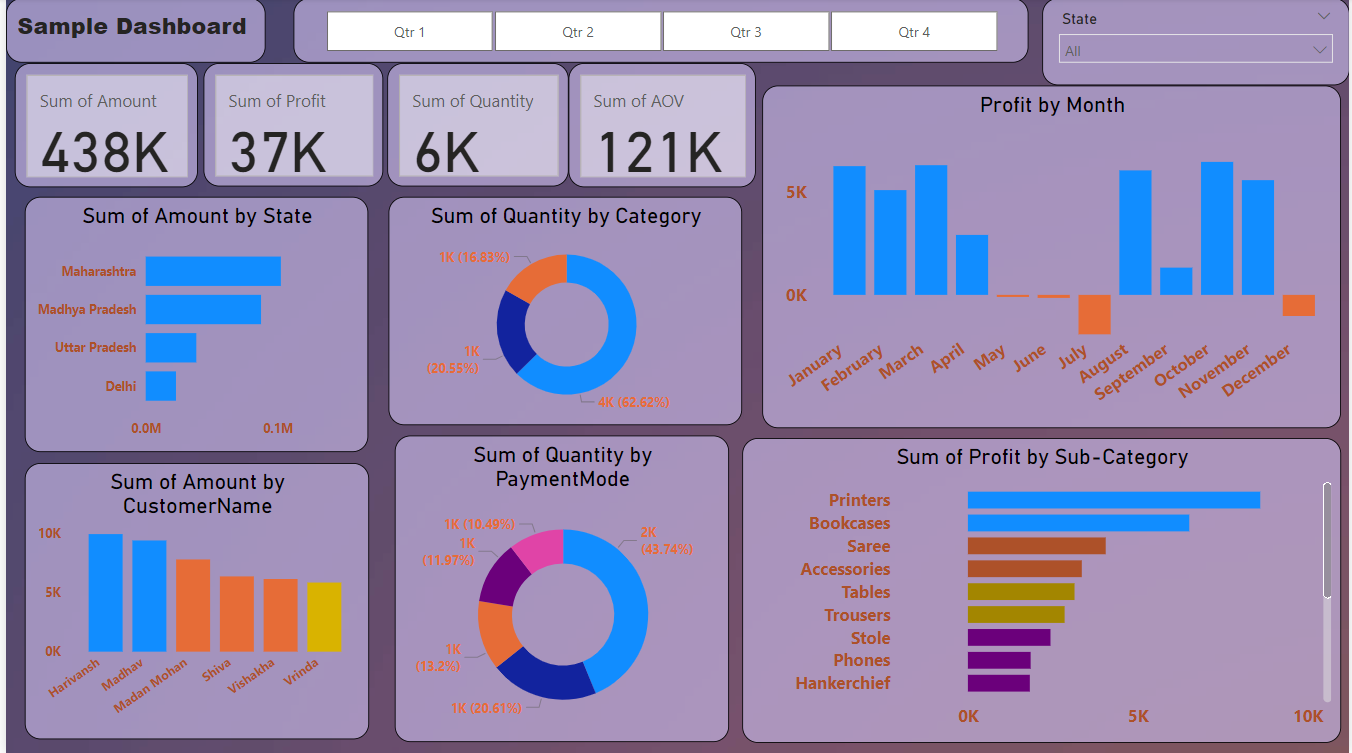 Sample Dashboard
Qtr 1
Qtr 2
Qtr 3
Qtr 4
State
All
Sum of Amount
438K
Sum of Profit
37K
Sum of Quantity
6K
Sum of AOV
121K
Profit by Month
5K
0K
January
February
March
April
May
June
July
August
September
October
November
December
Sum of Amount by State
Maharashtra
Madhya Pradesh
Uttar Pradesh
Delhi
0.0M
0.1M
Sum of Quantity by Category
1K (16.83%)
1K
(20.55%)
4K (62.62%)
Sum of Amount by
CustomerName
10K
5K
0K
Harivansh
Madhav
Madan Mohan
Shiva
Vishakha
Vrinda
Sum of Quantity by
PaymentMode
1K (10.49%)
1K
(11.97%)
2K
(43.74%)
1K
(13.2%)
1K (20.61%)
Sum of Profit by Sub-Category
Printers
Bookcases
Saree
Accessories
Tables
Trousers
Stole
Phones
Hankerchief
0K
5K
10K